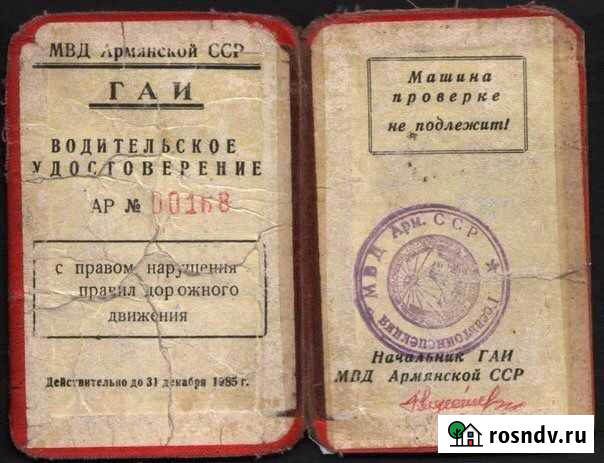 МВД Армянской ССР
ГАИ
ВОДИТЕЛЬСКОЕ
УДОСТОВЕРЕНИЕ
АР № 00168
с правом нарушения
правил дорожного
движения
Действительно до 31 декабря 1985 г.
Машина
проверке
не подлежит!
МВД Арм. ССР
Госавтоинспекция
Начальник ГАИ
МВД Армянской ССР
rosndv.ru